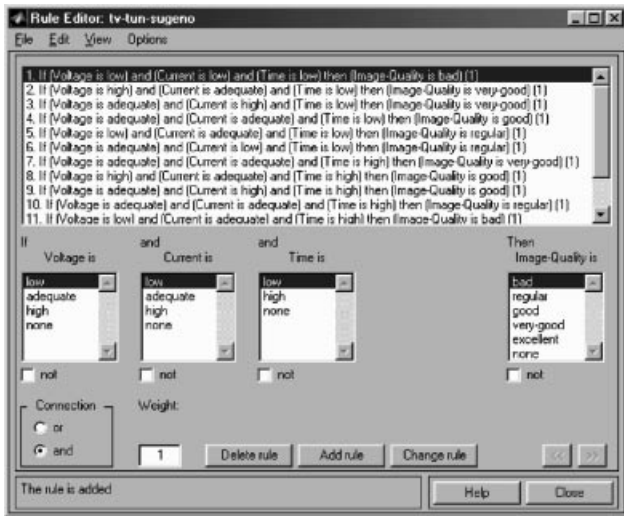 Rule Editor: tv-tun-sugeno
File Edit View Options
1. If (Voltage is low) and (Current is low) and (Time is low) then (Image-Quality is bad) (1)
2. If (Voltage is high) and (Current is adequate) and (Time is low) then (Image-Quality is very-good) (1)
3. If (Voltage is adequate) and (Current is high) and (Time is low) then (Image-Quality is very-good) (1)
4. If (Voltage is adequate) and (Current is adequate) and (Time is low) then (Image-Quality is good) (1)
5. If (Voltage is low) and (Current is adequate) and (Time is low) then (Image-Quality is regular) (1)
6. If (Voltage is adequate) and (Current is low) and (Time is low) then (Image-Quality is regular) (1)
7. If (Voltage is adequate) and (Current is adequate) and (Time is high) then (Image-Quality is very-good) (1)
8. If (Voltage is high) and (Current is adequate) and (Time is high) then (Image-Quality is good) (1)
9. If (Voltage is adequate) and (Current is high) and (Time is high) then (Image-Quality is good) (1)
10. If (Voltage is adequate) and (Current is adequate) and (Time is high) then (Image-Quality is regular) (1)
11. If (Voltage is low) and (Current is adequate) and (Time is high) then (Image-Quality is bad) (1)
If and and Then
Voltage is Current is Time is Image-Quality is
low low low bad
adequate adequate high regular
high high none good
none none very-good
excellent
none
not not not not
Connection Weight:
or
and 1 Delete rule Add rule Change rule << >>
The rule is added Help Close